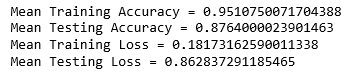 Mean Training Accuracy = 0.9510750071704388
Mean Testing Accuracy = 0.8764000023901463
Mean Training Loss = 0.18173162590011338
Mean Testing Loss = 0.862837291185465